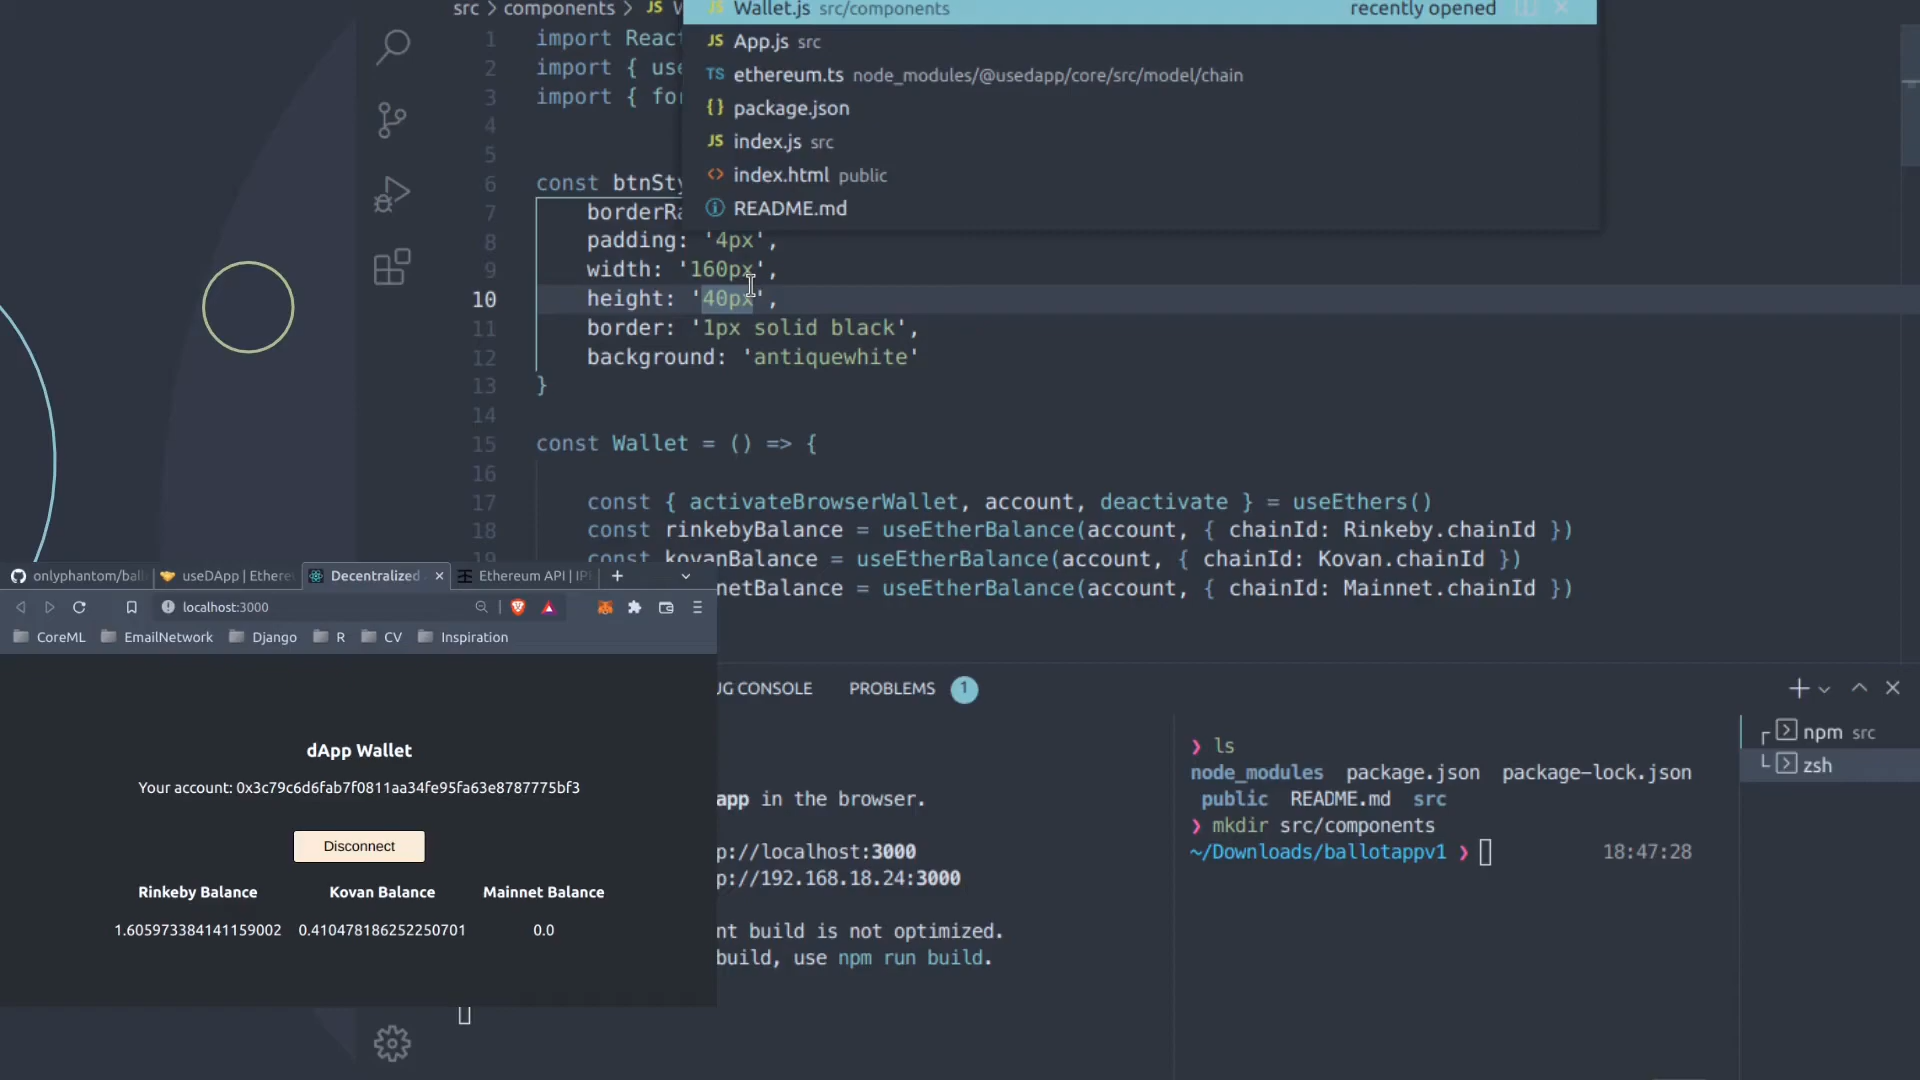 src > components > JS
Wallet.js src/components recently opened
JS App.js src
TS ethereum.ts node_modules/@usedapp/core/src/model/chain
{} package.json
JS index.js src
<> index.html public
README.md
1 import React
2 import { use
3 import { for
4
5
6 const btnSty
7 borderRa
8 padding: '4px',
9 width: '160px',
10 height: '40px',
11 border: '1px solid black',
12 background: 'antiquewhite'
13 }
14
15 const Wallet = () => {
16
17 const { activateBrowserWallet, account, deactivate } = useEthers()
18 const rinkebyBalance = useEtherBalance(account, { chainId: Rinkeby.chainId })
19 const kovanBalance = useEtherBalance(account, { chainId: Kovan.chainId })
netBalance = useEtherBalance(account, { chainId: Mainnet.chainId })
onlyphantom/ball
useDApp | Ethere
Decentralized
Ethereum API | IP
localhost:3000
CoreML EmailNetwork Django R CV Inspiration
dApp Wallet
Your account: 0x3c79c6d6fab7f0811aa34fe95fa63e8787775bf3
Disconnect
Rinkeby Balance Kovan Balance Mainnet Balance
1.605973384141159002 0.410478186252250701 0.0
UG CONSOLE PROBLEMS 1
app in the browser.
p://localhost:3000
p://192.168.18.24:3000
nt build is not optimized.
build, use npm run build.
❯ ls
node_modules package.json package-lock.json
public README.md src
❯ mkdir src/components
~/Downloads/ballotappv1 ❯ 18:47:28
npm src
zsh